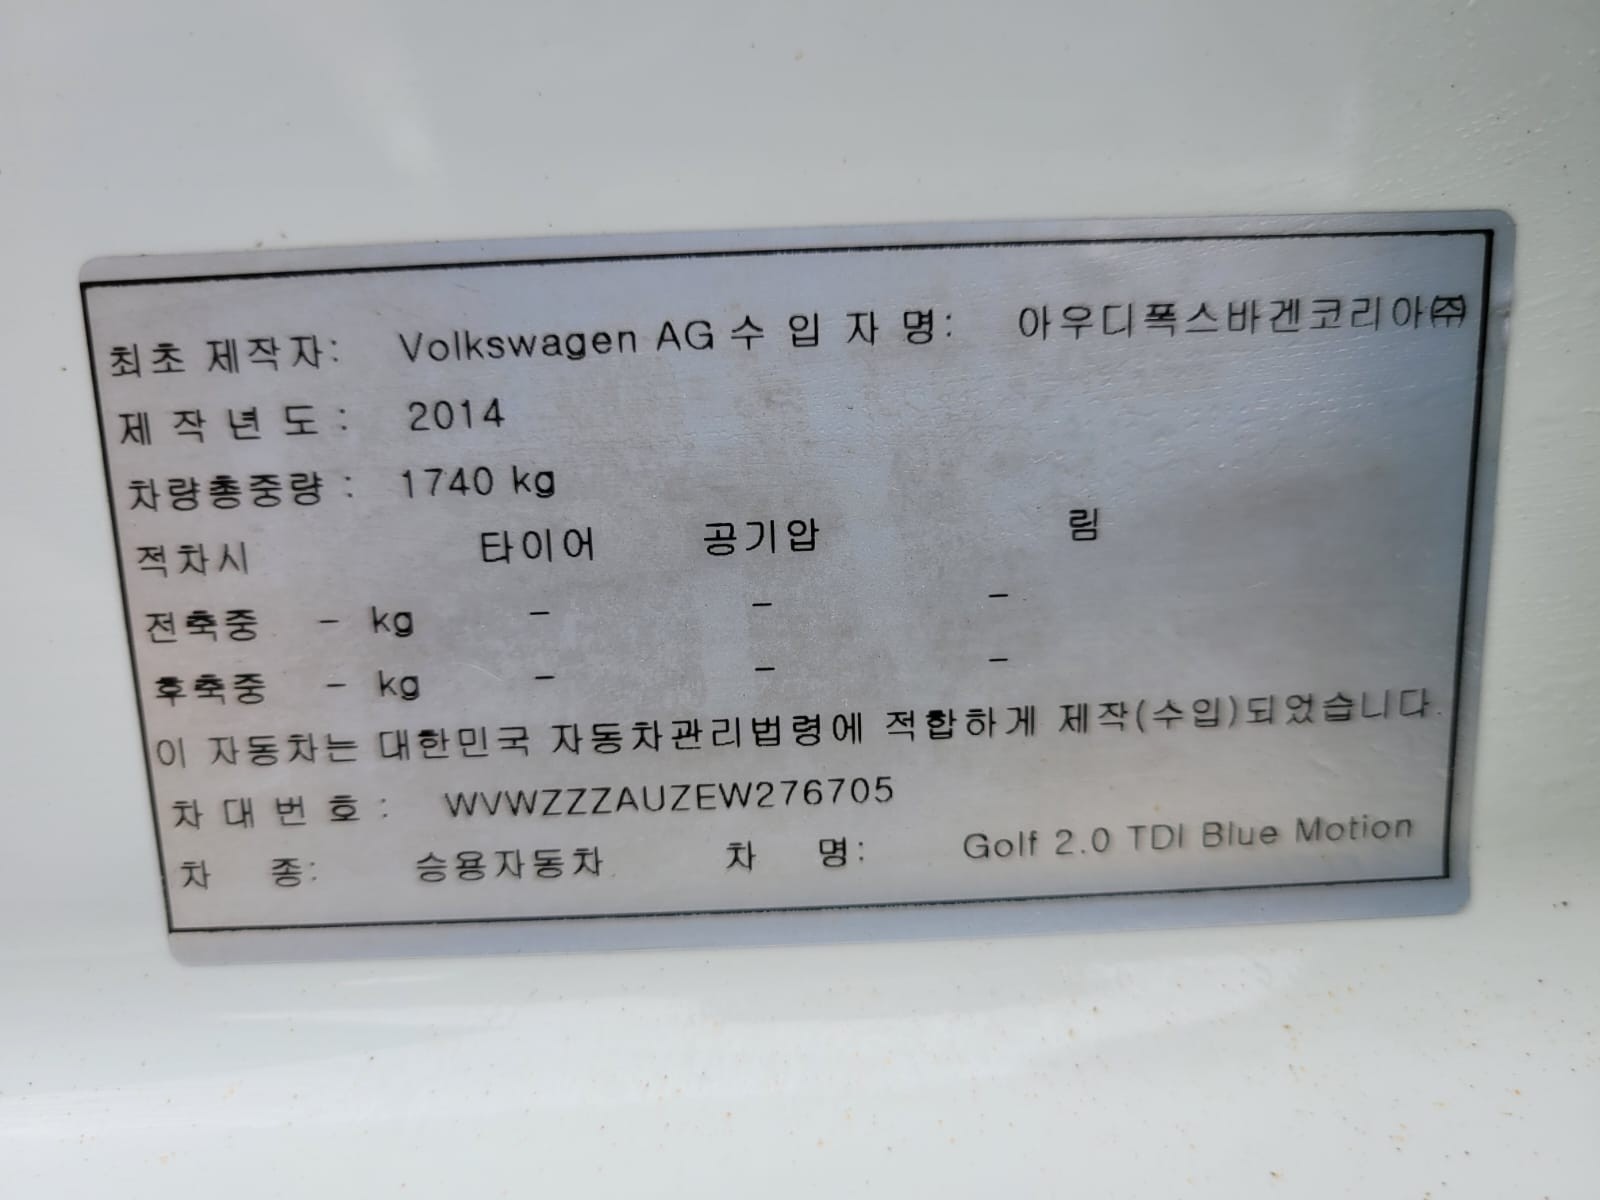 최초 제작자: Volkswagen AG 수 입 자 명: 아우디폭스바겐코리아㈜
제 작 년 도 : 2014
차량총중량 : 1740 kg
적차시 타이어 공기압 림
전축중 - kg - - -
후축중 - kg - - -
이 자동차는 대한민국 자동차관리법령에 적합하게 제작(수입)되었습니다.
차 대 번 호 : WVWZZZAUZEW276705
차 종: 승용자동차 차 명: Golf 2.0 TDI Blue Motion